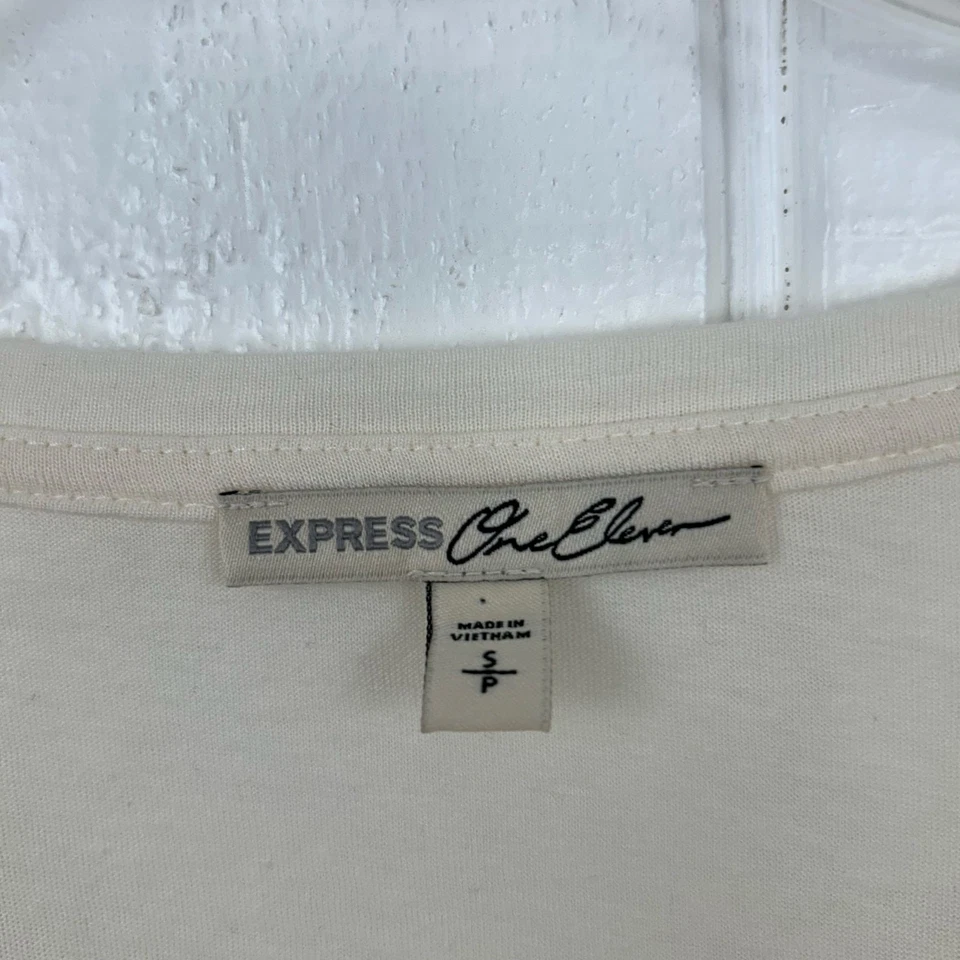 EXPRESS One Eleven
MADE IN
VIETNAM
S
P